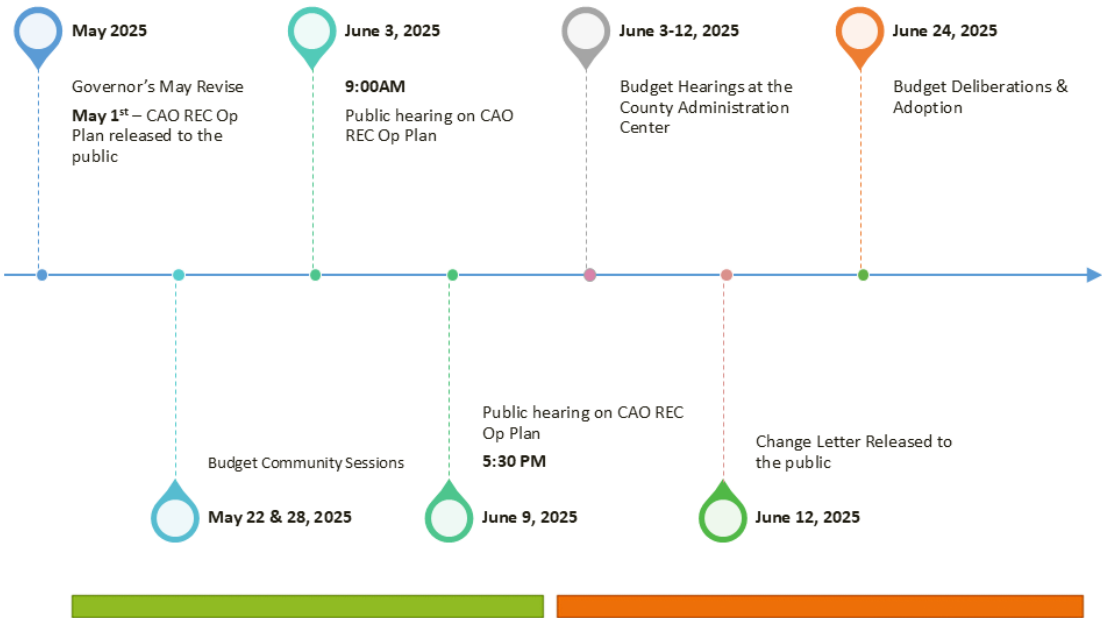 May 2025
Governor's May Revise
May 1st – CAO REC Op
Plan released to the
public
June 3, 2025
9:00AM
Public hearing on CAO
REC Op Plan
June 3-12, 2025
Budget Hearings at the
County Administration
Center
June 24, 2025
Budget Deliberations &
Adoption
Budget Community Sessions
May 22 & 28, 2025
Public hearing on CAO REC
Op Plan
5:30 PM
June 9, 2025
Change Letter Released to
the public
June 12, 2025